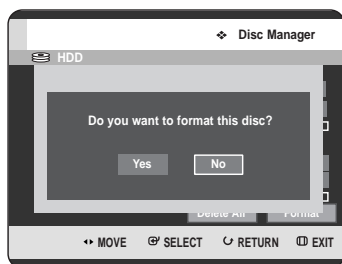 Disc Manager
HDD
Do you want to format this disc?
Yes No
Delete All Format
MOVE SELECT RETURN EXIT